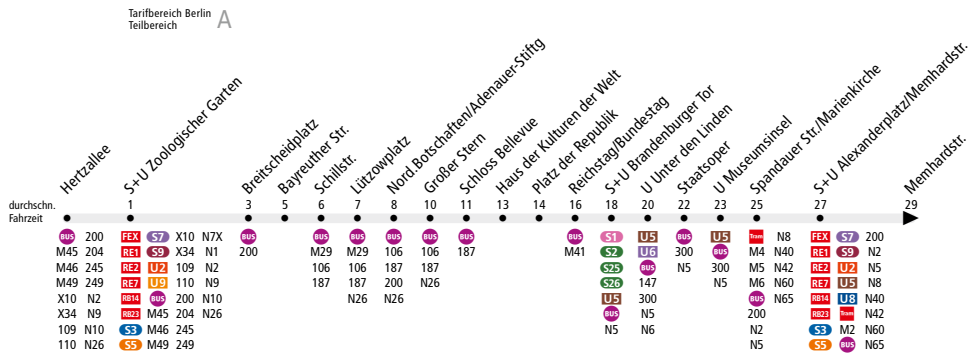 Tarifbereich Berlin
Teilbereich A
Hertzallee
S+U Zoologischer Garten
Breitscheidplatz
Bayreuther Str.
Schillstr.
Lützowplatz
Nord.Botschaften/Adenauer-Stiftg
Großer Stern
Schloss Bellevue
Haus der Kulturen der Welt
Platz der Republik
Reichstag/Bundestag
S+U Brandenburger Tor
U Unter den Linden
Staatsoper
U Museumsinsel
Spandauer Str./Marienkirche
S+U Alexanderplatz/Memhardstr.
Memhardstr.
durchschn. 1 3 5 6 7 8 10 11 13 14 16 18 20 22 23 25 27 29
Fahrzeit
BUS 200 FEX S7 X10 N7X BUS BUS BUS BUS BUS BUS BUS S1 U5 BUS U5 Tram N8 FEX S7 200
M45 204 RE1 S9 X34 N1 200 106 M29 106 106 187 M41 S2 U6 300 BUS M4 N40 RE1 S9 N2
M46 245 RE2 U2 109 N2 187 106 187 187 S25 BUS N5 300 M5 N42 RE2 U2 N5
M49 249 RE7 U9 110 N9 187 200 N26 S26 147 N5 M6 N60 RE7 U5 N8
X10 N2 RB14 BUS 200 N10 N26 N26 U5 300 BUS N65 RB14 U8 N40
X34 N9 RB23 M45 204 N26 BUS N5 200 RB23 Tram N42
109 N10 S3 M46 245 N5 N6 N2 S3 M2 N60
110 N26 S5 M49 249 N5 S5 BUS N65